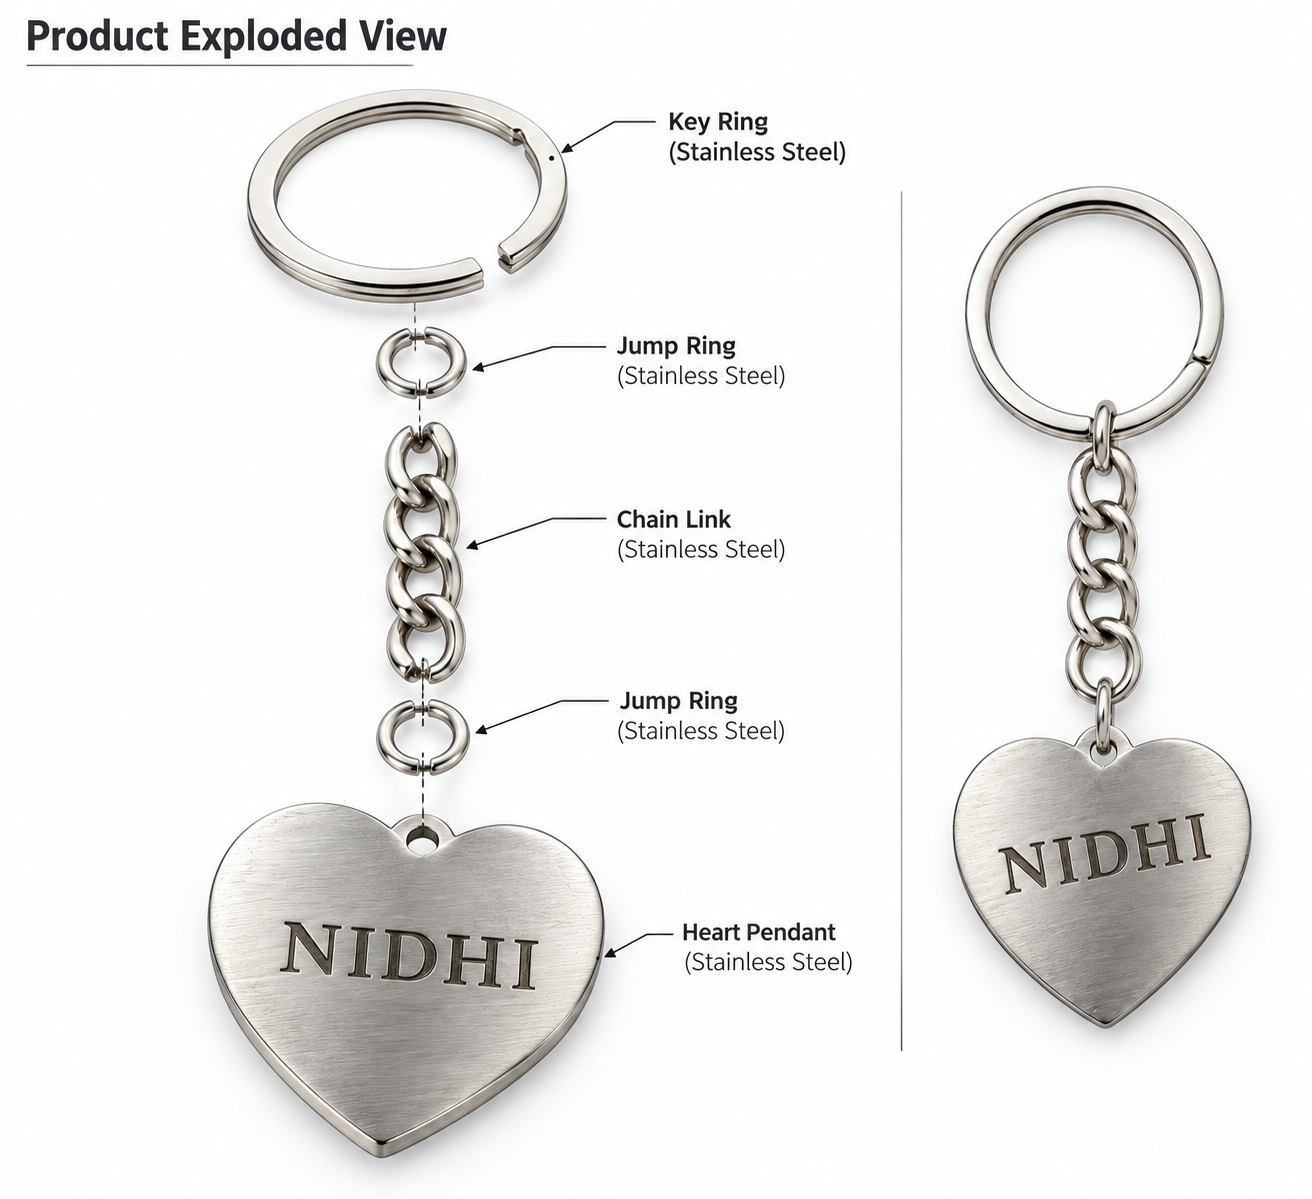 Product Exploded View
Key Ring
(Stainless Steel)
Jump Ring
(Stainless Steel)
Chain Link
(Stainless Steel)
Jump Ring
(Stainless Steel)
Heart Pendant
(Stainless Steel)
NIDHI
NIDHI